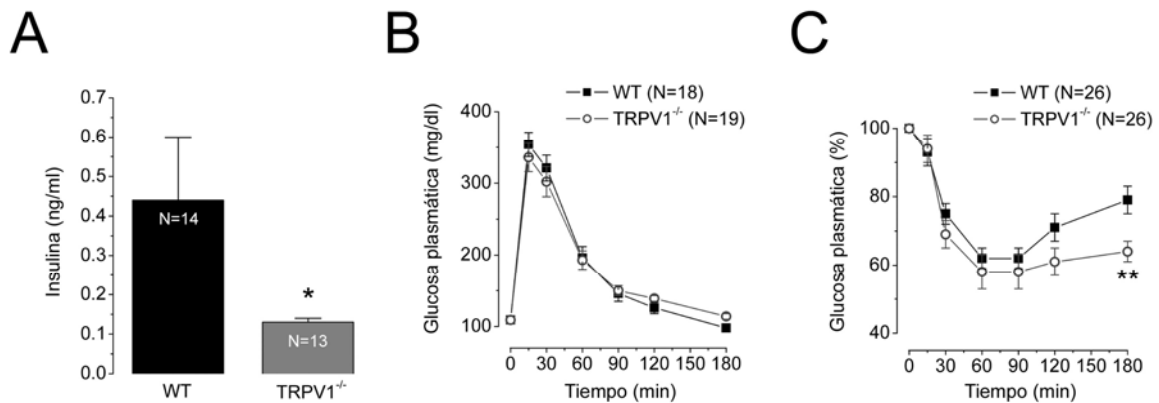 A
Insulina (ng/ml)
0.7
0.6
0.5
0.4
0.3
0.2
0.1
0.0
N=14
*
N=13
WT
TRPV1-/-
B
WT (N=18)
TRPV1-/- (N=19)
Glucosa plasmática (mg/dl)
400
300
200
100
0 30 60 90 120 150 180
Tiempo (min)
C
WT (N=26)
TRPV1-/- (N=26)
Glucosa plasmática (%)
100
80
60
40
**
0 30 60 90 120 150 180
Tiempo (min)